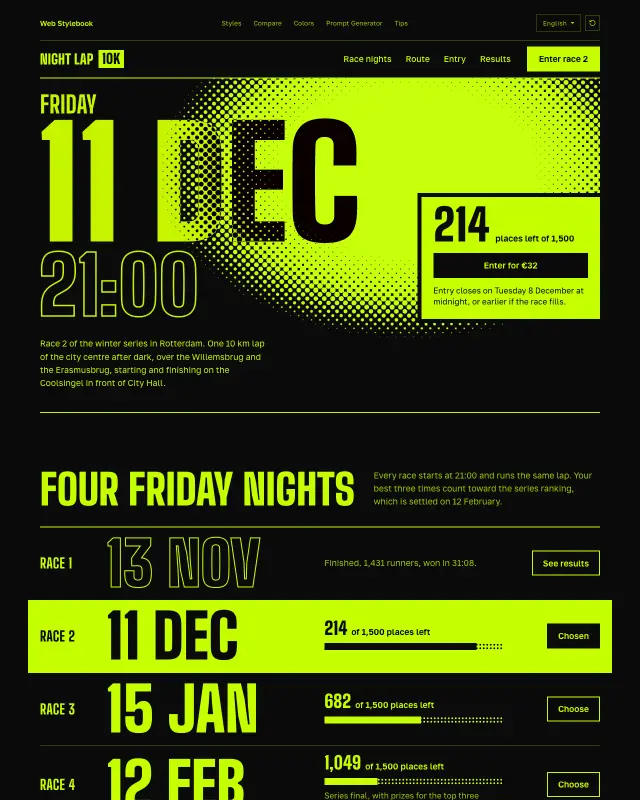 Web Stylebook
Styles Compare Colors Prompt Generator Tips
English
NIGHT LAP 10K
Race nights Route Entry Results Enter race 2
FRIDAY
11 DEC
21:00
214 places left of 1,500
Enter for €32
Entry closes on Tuesday 8 December at
midnight, or earlier if the race fills.
Race 2 of the winter series in Rotterdam. One 10 km lap
of the city centre after dark, over the Willemsbrug and
the Erasmusbrug, starting and finishing on the
Coolsingel in front of City Hall.
FOUR FRIDAY NIGHTS
Every race starts at 21:00 and runs the same lap. Your
best three times count toward the series ranking,
which is settled on 12 February.
RACE 1 13 NOV Finished. 1,431 runners, won in 31:08. See results
RACE 2 11 DEC 214 of 1,500 places left Chosen
RACE 3 15 JAN 682 of 1,500 places left Choose
RACE 4 12 FEB 1,049 of 1,500 places left Choose
Series final, with prizes for the top three